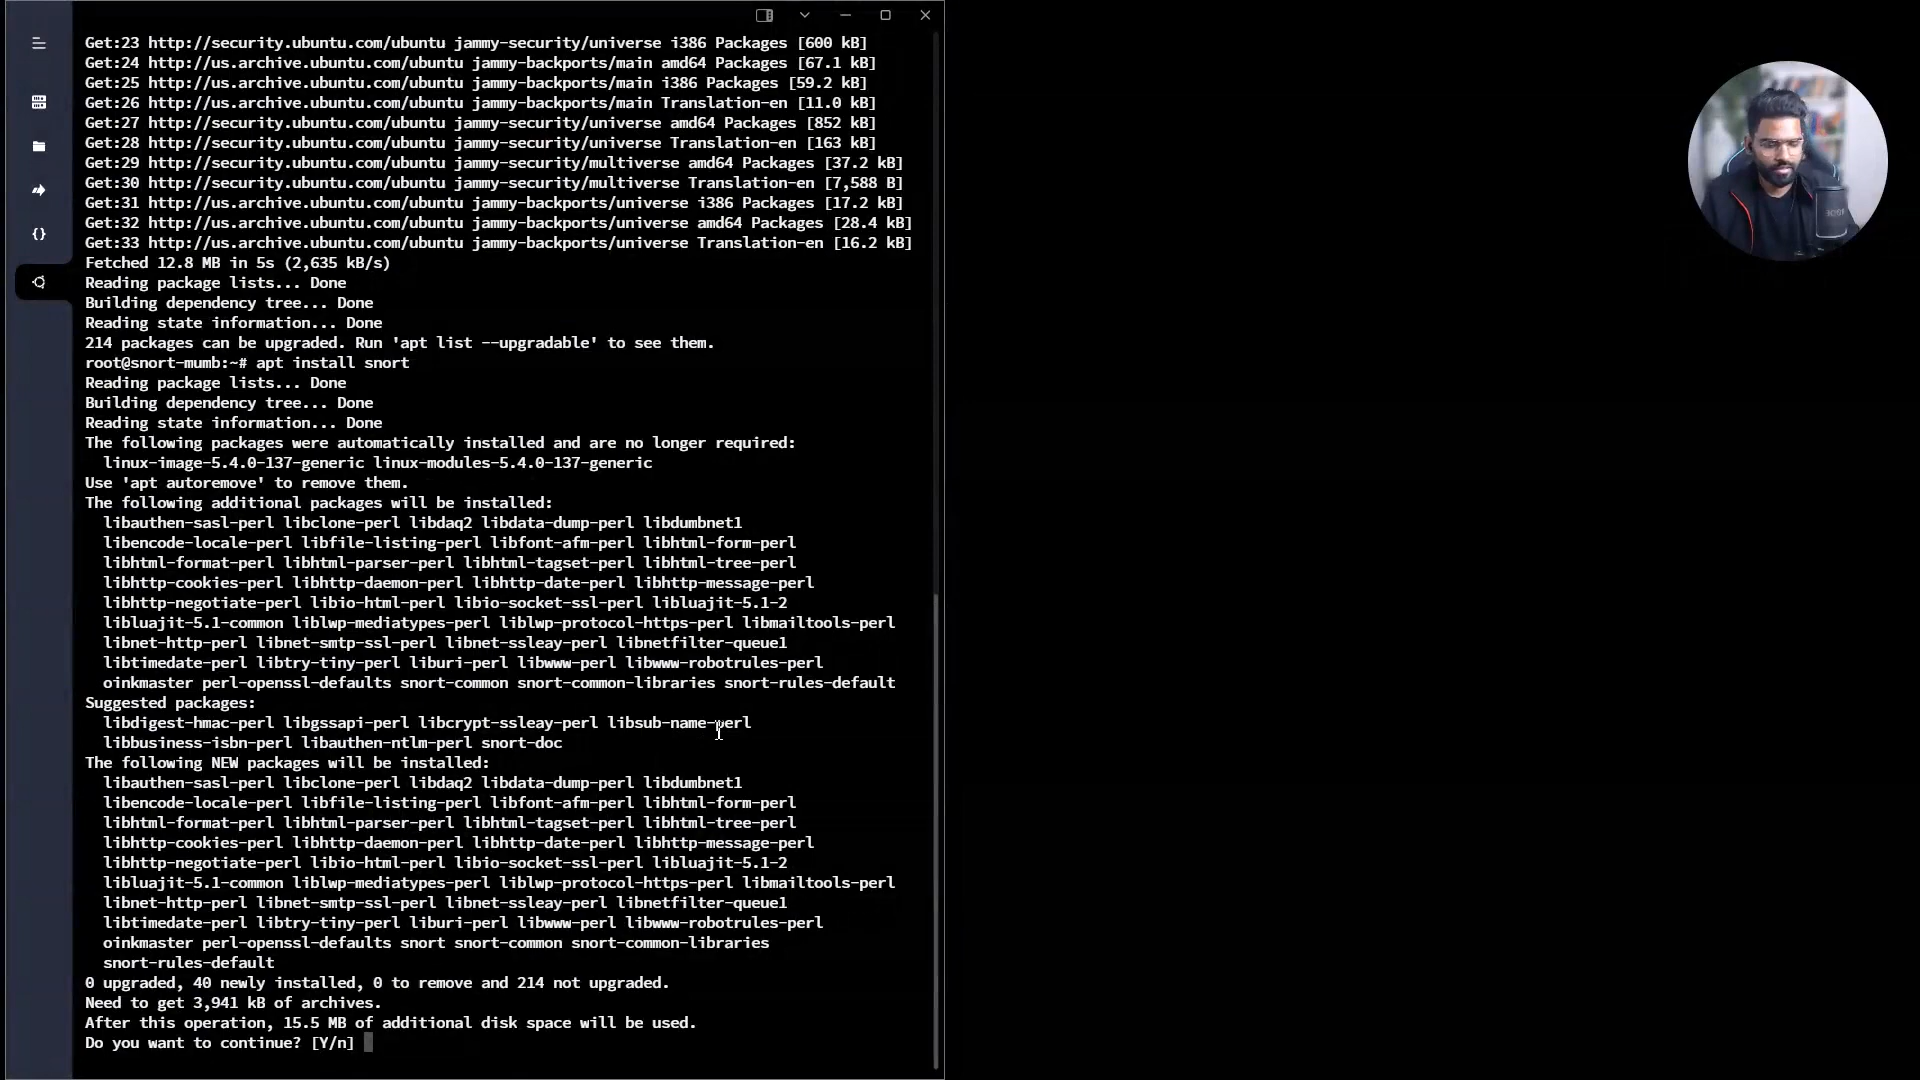 Get:23 http://security.ubuntu.com/ubuntu jammy-security/universe i386 Packages [600 kB]
Get:24 http://us.archive.ubuntu.com/ubuntu jammy-backports/main amd64 Packages [67.1 kB]
Get:25 http://us.archive.ubuntu.com/ubuntu jammy-backports/main i386 Packages [59.2 kB]
Get:26 http://us.archive.ubuntu.com/ubuntu jammy-backports/main Translation-en [11.0 kB]
Get:27 http://security.ubuntu.com/ubuntu jammy-security/universe amd64 Packages [852 kB]
Get:28 http://security.ubuntu.com/ubuntu jammy-security/universe Translation-en [163 kB]
Get:29 http://security.ubuntu.com/ubuntu jammy-security/multiverse amd64 Packages [37.2 kB]
Get:30 http://security.ubuntu.com/ubuntu jammy-security/multiverse Translation-en [7,588 B]
Get:31 http://us.archive.ubuntu.com/ubuntu jammy-backports/universe i386 Packages [17.2 kB]
Get:32 http://us.archive.ubuntu.com/ubuntu jammy-backports/universe amd64 Packages [28.4 kB]
Get:33 http://us.archive.ubuntu.com/ubuntu jammy-backports/universe Translation-en [16.2 kB]
Fetched 12.8 MB in 5s (2,635 kB/s)
Reading package lists... Done
Building dependency tree... Done
Reading state information... Done
214 packages can be upgraded. Run 'apt list --upgradable' to see them.
root@snort-mumb:~# apt install snort
Reading package lists... Done
Building dependency tree... Done
Reading state information... Done
The following packages were automatically installed and are no longer required:
linux-image-5.4.0-137-generic linux-modules-5.4.0-137-generic
Use 'apt autoremove' to remove them.
The following additional packages will be installed:
libauthen-sasl-perl libclone-perl libdaq2 libdata-dump-perl libdumbnet1
libencode-locale-perl libfile-listing-perl libfont-afm-perl libhtml-form-perl
libhtml-format-perl libhtml-parser-perl libhtml-tagset-perl libhtml-tree-perl
libhttp-cookies-perl libhttp-daemon-perl libhttp-date-perl libhttp-message-perl
libhttp-negotiate-perl libio-html-perl libio-socket-ssl-perl libluajit-5.1-2
libluajit-5.1-common liblwp-mediatypes-perl liblwp-protocol-https-perl libmailtools-perl
libnet-http-perl libnet-smtp-ssl-perl libnet-ssleay-perl libnetfilter-queue1
libtimedate-perl libtry-tiny-perl liburi-perl libwww-perl libwww-robotrules-perl
oinkmaster perl-openssl-defaults snort-common snort-common-libraries snort-rules-default
Suggested packages:
libdigest-hmac-perl libgssapi-perl libcrypt-ssleay-perl libsub-name-perl
libbusiness-isbn-perl libauthen-ntlm-perl snort-doc
The following NEW packages will be installed:
libauthen-sasl-perl libclone-perl libdaq2 libdata-dump-perl libdumbnet1
libencode-locale-perl libfile-listing-perl libfont-afm-perl libhtml-form-perl
libhtml-format-perl libhtml-parser-perl libhtml-tagset-perl libhtml-tree-perl
libhttp-cookies-perl libhttp-daemon-perl libhttp-date-perl libhttp-message-perl
libhttp-negotiate-perl libio-html-perl libio-socket-ssl-perl libluajit-5.1-2
libluajit-5.1-common liblwp-mediatypes-perl liblwp-protocol-https-perl libmailtools-perl
libnet-http-perl libnet-smtp-ssl-perl libnet-ssleay-perl libnetfilter-queue1
libtimedate-perl libtry-tiny-perl liburi-perl libwww-perl libwww-robotrules-perl
oinkmaster perl-openssl-defaults snort snort-common snort-common-libraries
snort-rules-default
0 upgraded, 40 newly installed, 0 to remove and 214 not upgraded.
Need to get 3,941 kB of archives.
After this operation, 15.5 MB of additional disk space will be used.
Do you want to continue? [Y/n]